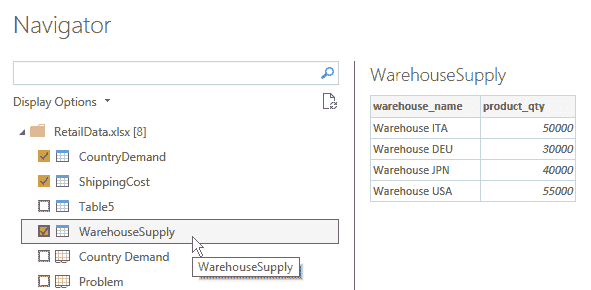 Navigator
Display Options
RetailData.xlsx [8]
CountryDemand
ShippingCost
Table5
WarehouseSupply
Country Demand
WarehouseSupply
Problem
WarehouseSupply
warehouse_name product_qty
Warehouse ITA 50000
Warehouse DEU 30000
Warehouse JPN 40000
Warehouse USA 55000